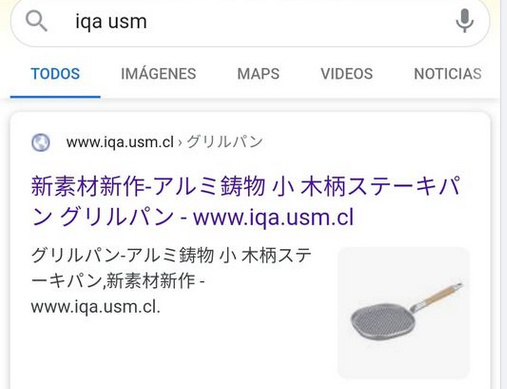 iqa usm
TODOS IMÁGENES MAPS VIDEOS NOTICIAS
www.iqa.usm.cl › グリルパン
新素材新作-アルミ鋳物 小 木柄ステーキパ
ン グリルパン - www.iqa.usm.cl
グリルパン-アルミ鋳物 小 木柄ステ
ーキパン,新素材新作 -
www.iqa.usm.cl.